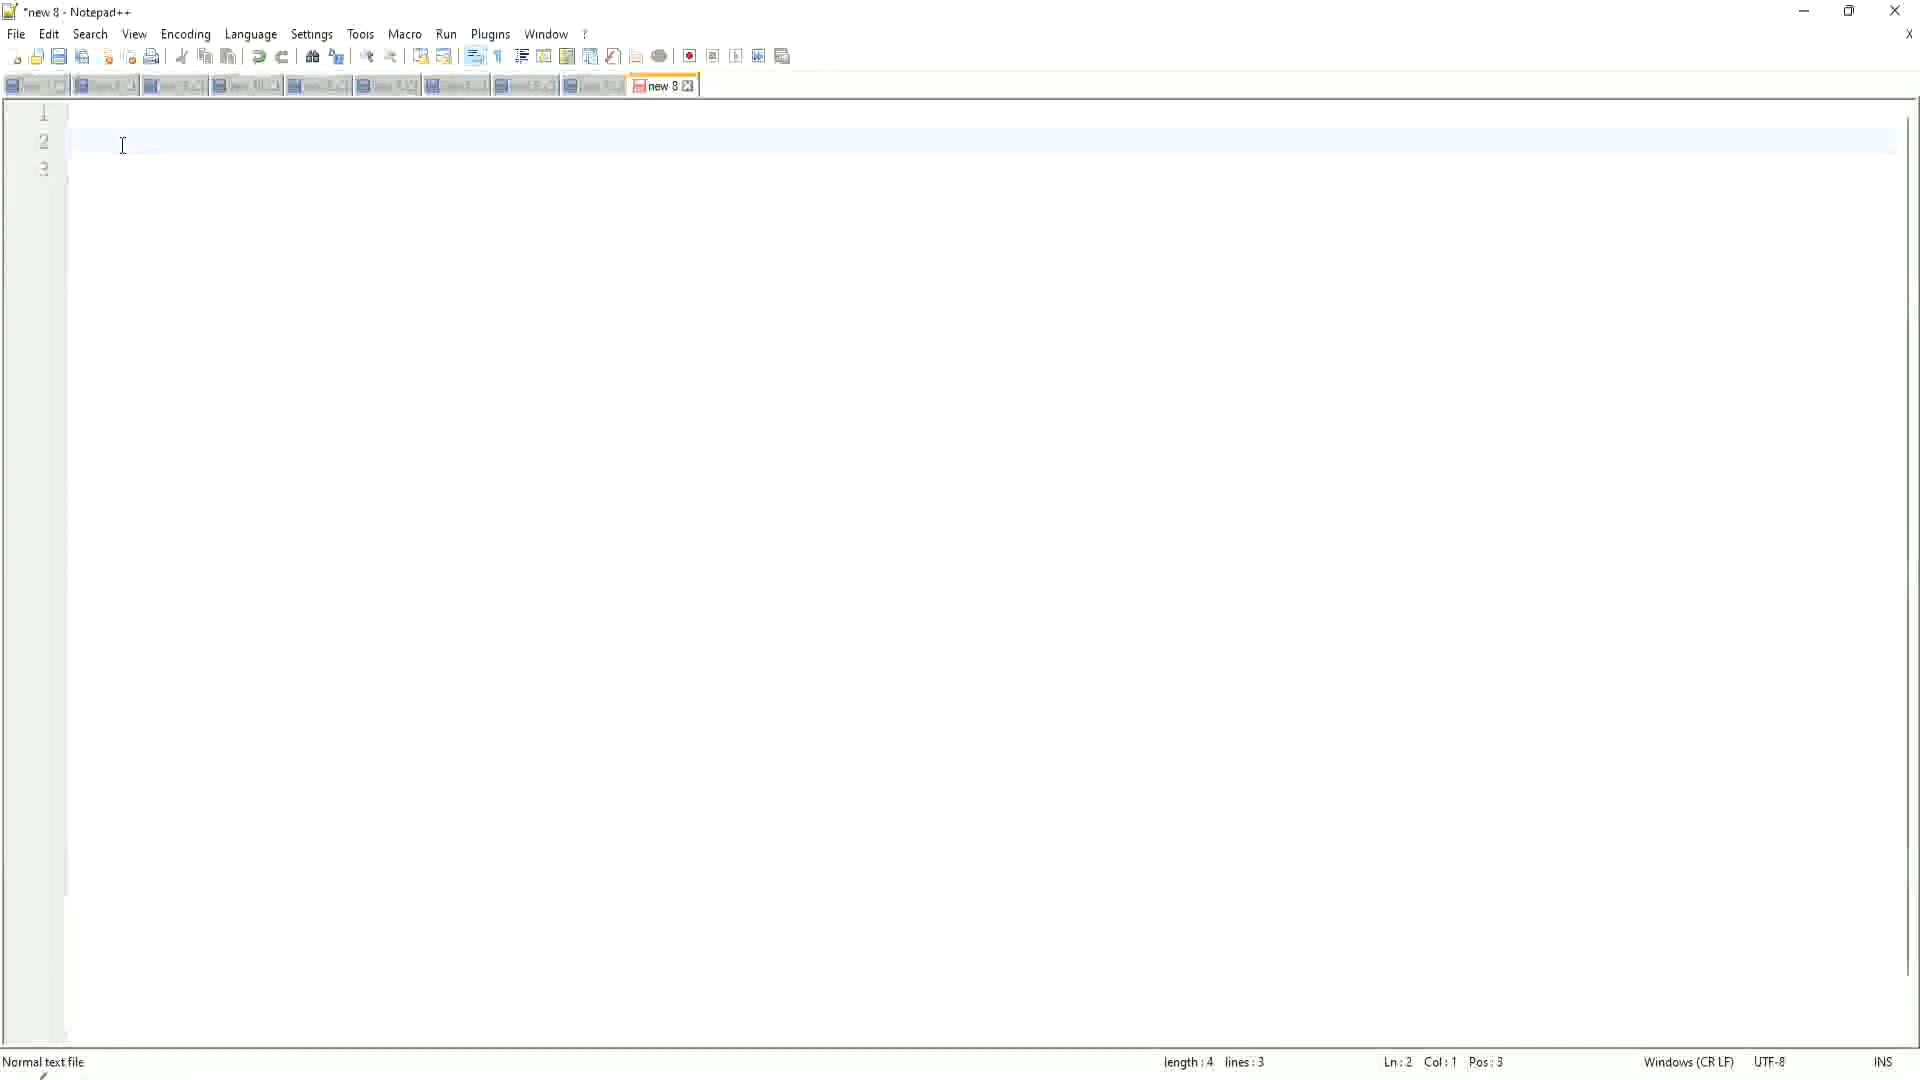 *new 8 - Notepad++
File Edit Search View Encoding Language Settings Tools Macro Run Plugins Window ? X
new 8
1
2
3
Normal text file length : 4 lines : 3 Ln : 2 Col : 1 Pos : 3 Windows (CR LF) UTF-8 INS